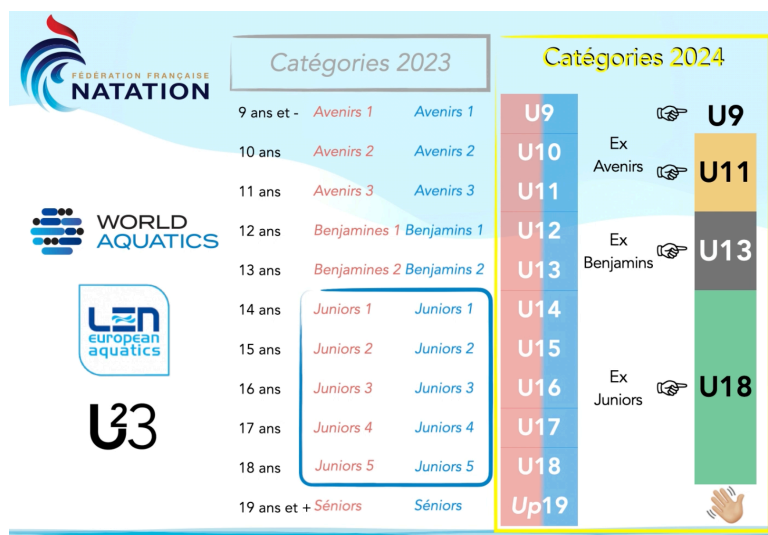 FÉDÉRATION FRANÇAISE
NATATION
Catégories 2023
Catégories 2024
9 ans et - Avenirs 1 Avenirs 1 U9 U9
10 ans Avenirs 2 Avenirs 2 U10
Ex
Avenirs
U11
11 ans Avenirs 3 Avenirs 3 U11
WORLD
AQUATICS
12 ans Benjamines 1 Benjamins 1 U12
Ex
Benjamins
U13
13 ans Benjamines 2 Benjamins 2 U13
LEN
european
aquatics
14 ans Juniors 1 Juniors 1 U14
15 ans Juniors 2 Juniors 2 U15
16 ans Juniors 3 Juniors 3 U16
Ex
Juniors
U18
U23
17 ans Juniors 4 Juniors 4 U17
18 ans Juniors 5 Juniors 5 U18
19 ans et + Séniors Séniors Up19